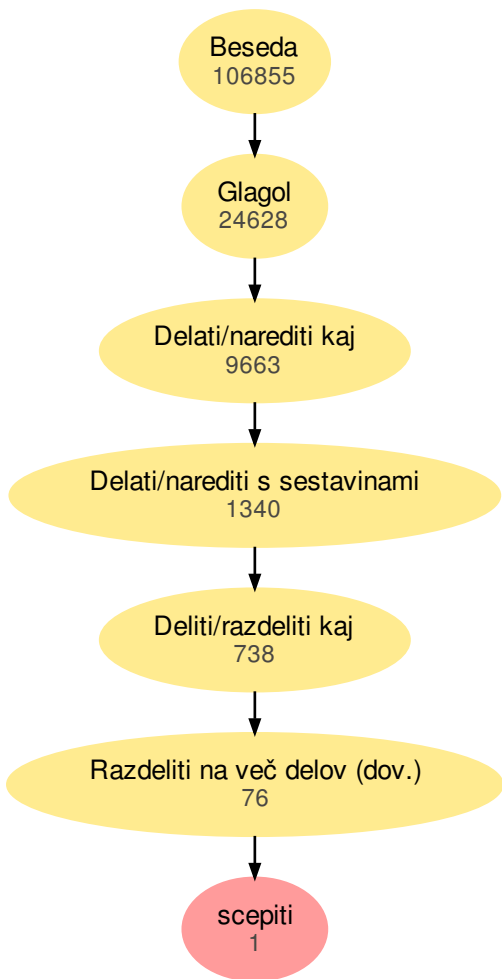 Beseda
106855
Glagol
24628
Delati/narediti kaj
9663
Delati/narediti s sestavinami
1340
Deliti/razdeliti kaj
738
Razdeliti na več delov (dov.)
76
scepiti
1